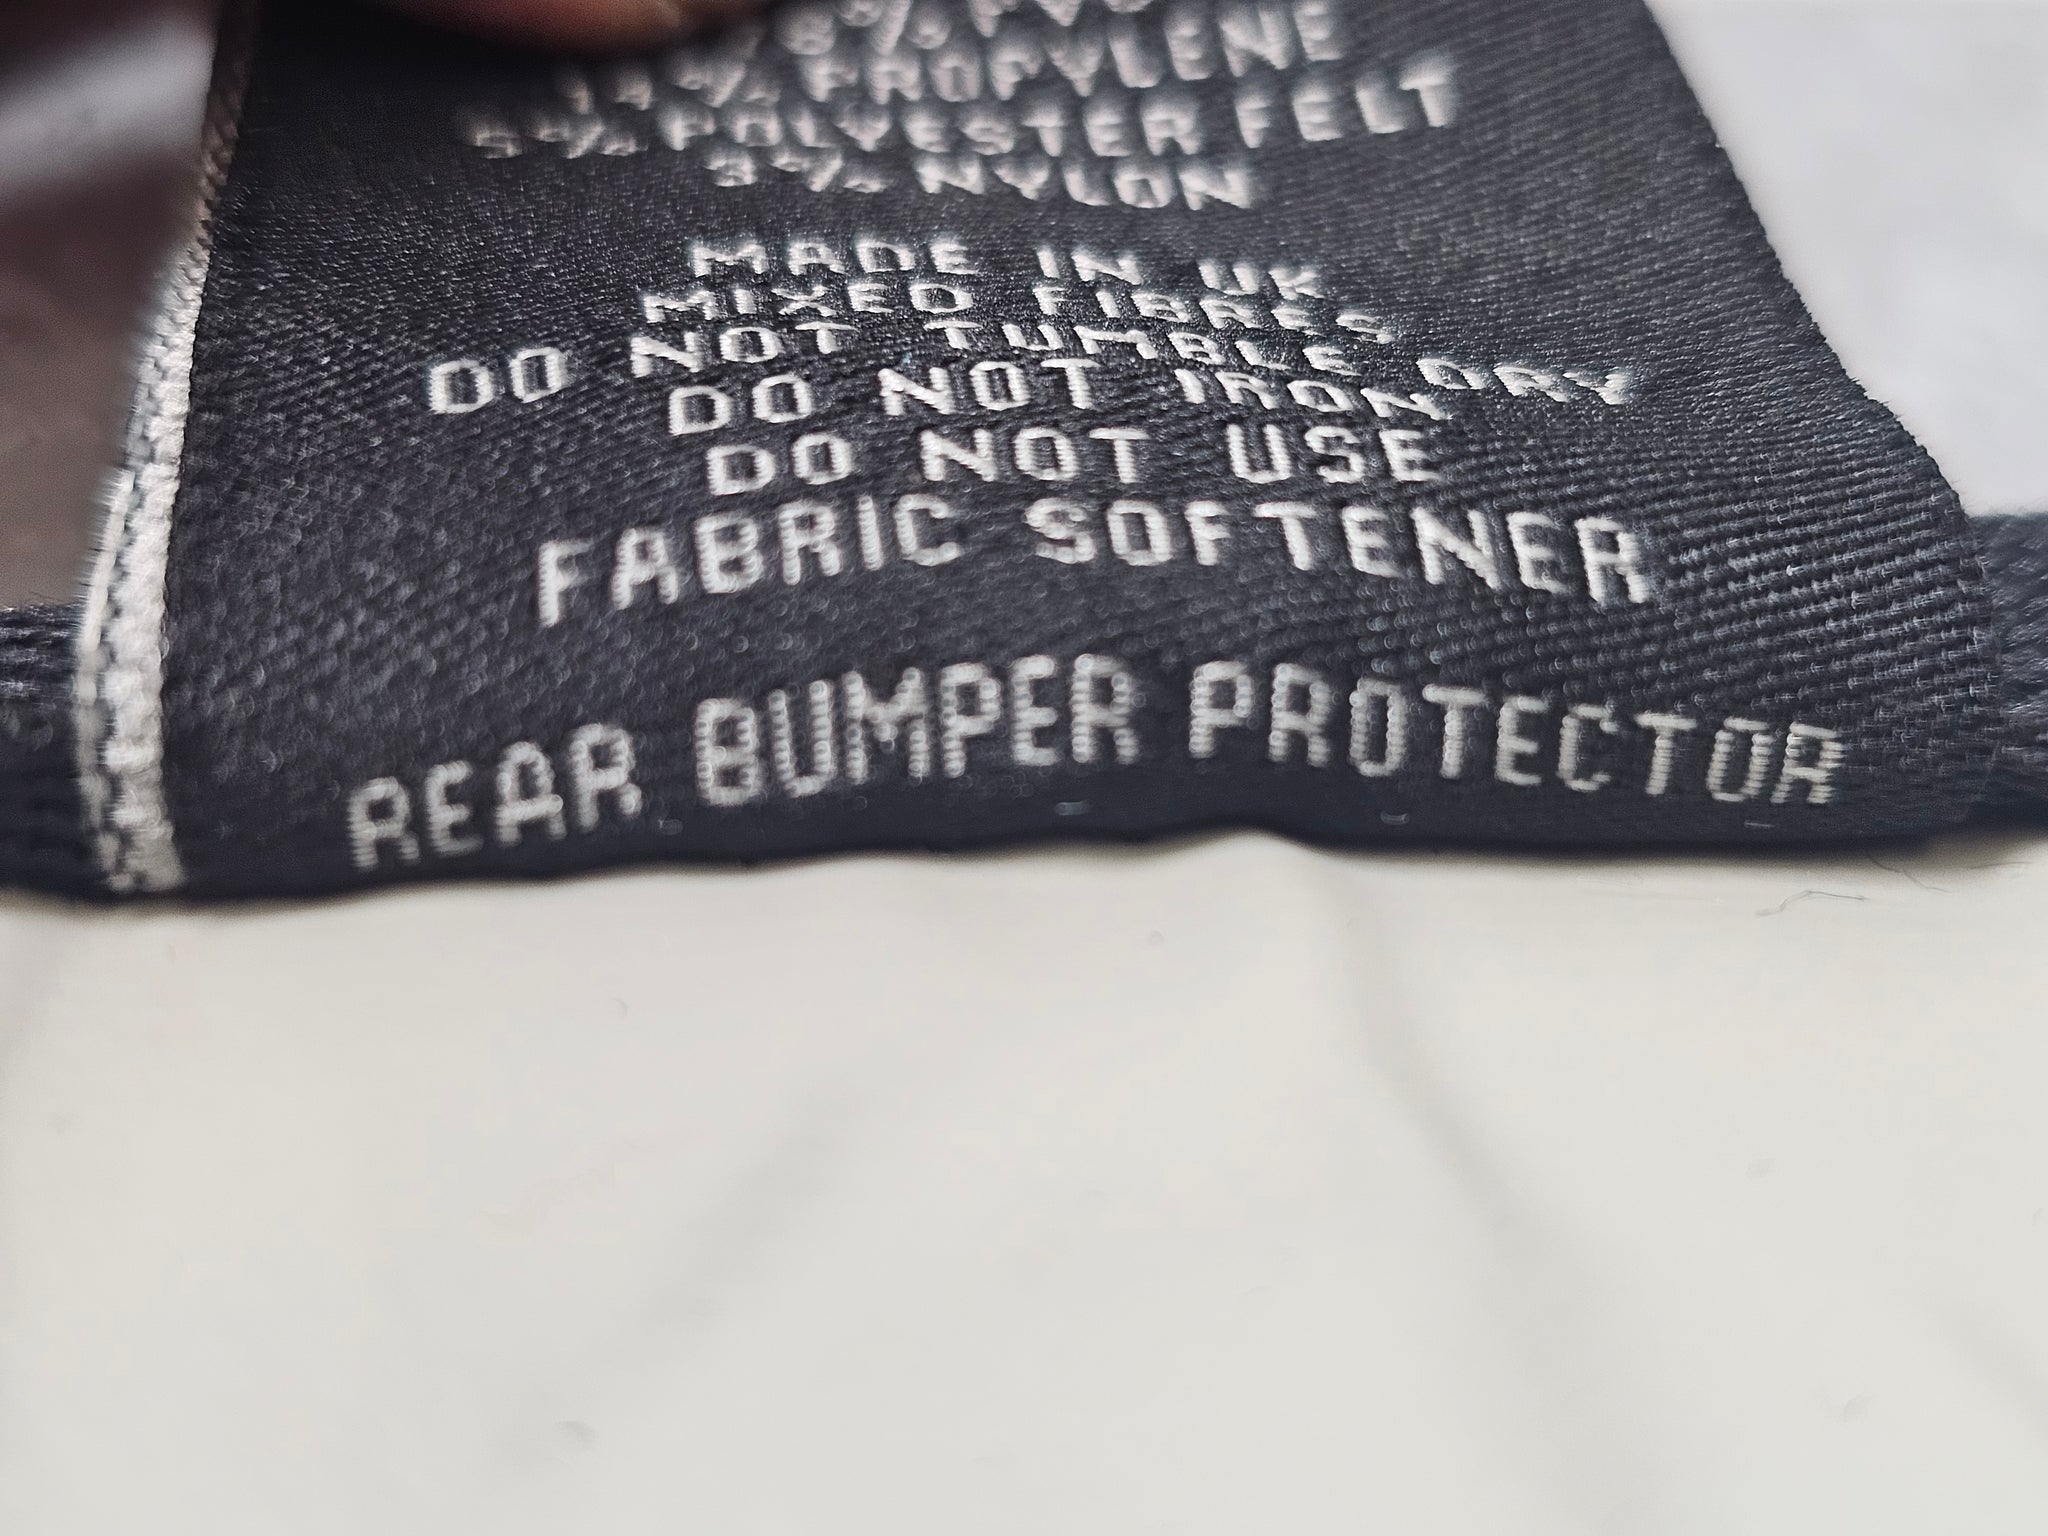 % PVC
% PROPYLENE
5% POLYESTER FELT
3% NYLON
MADE IN UK
MIXED FIBRES
DO NOT TUMBLE DRY
DO NOT IRON
DO NOT USE
FABRIC SOFTENER
REAR BUMPER PROTECTOR